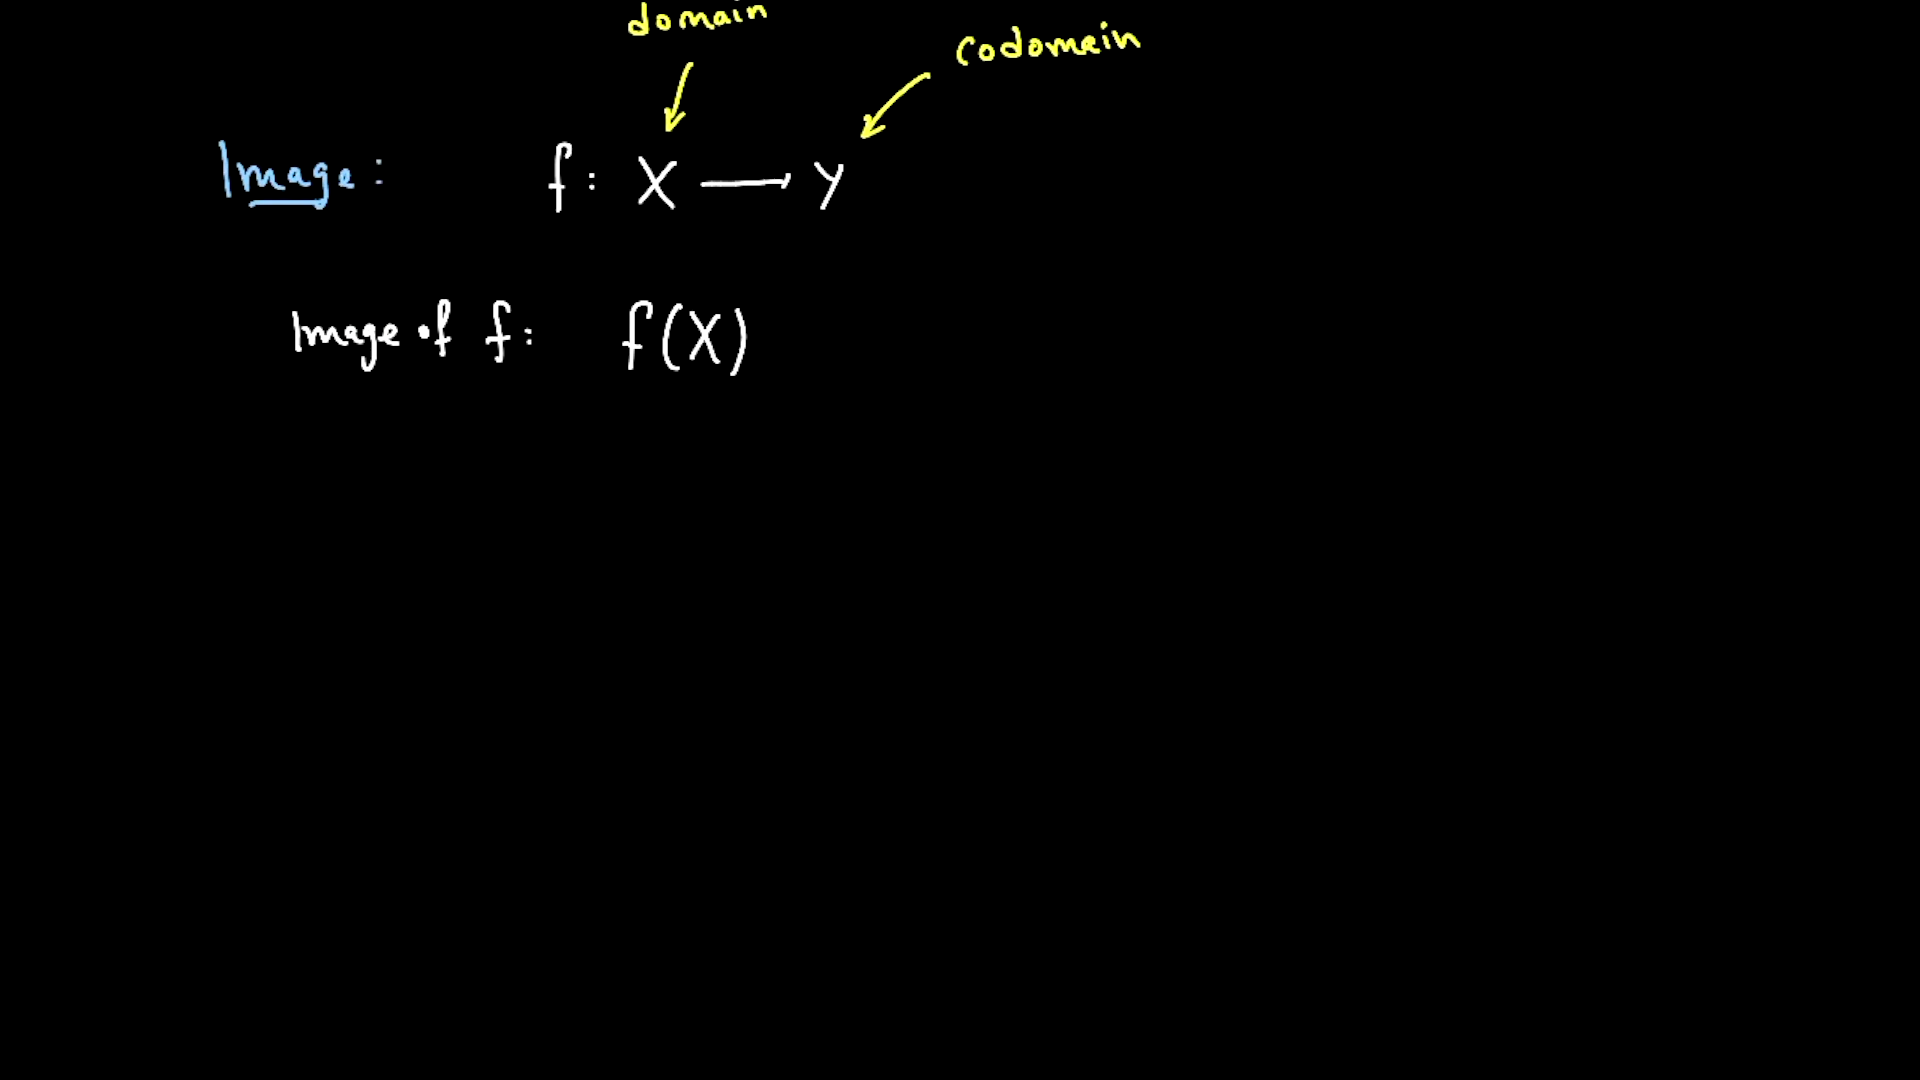 domain
codomain
Image: f: X → Y
Image of f: f(X)